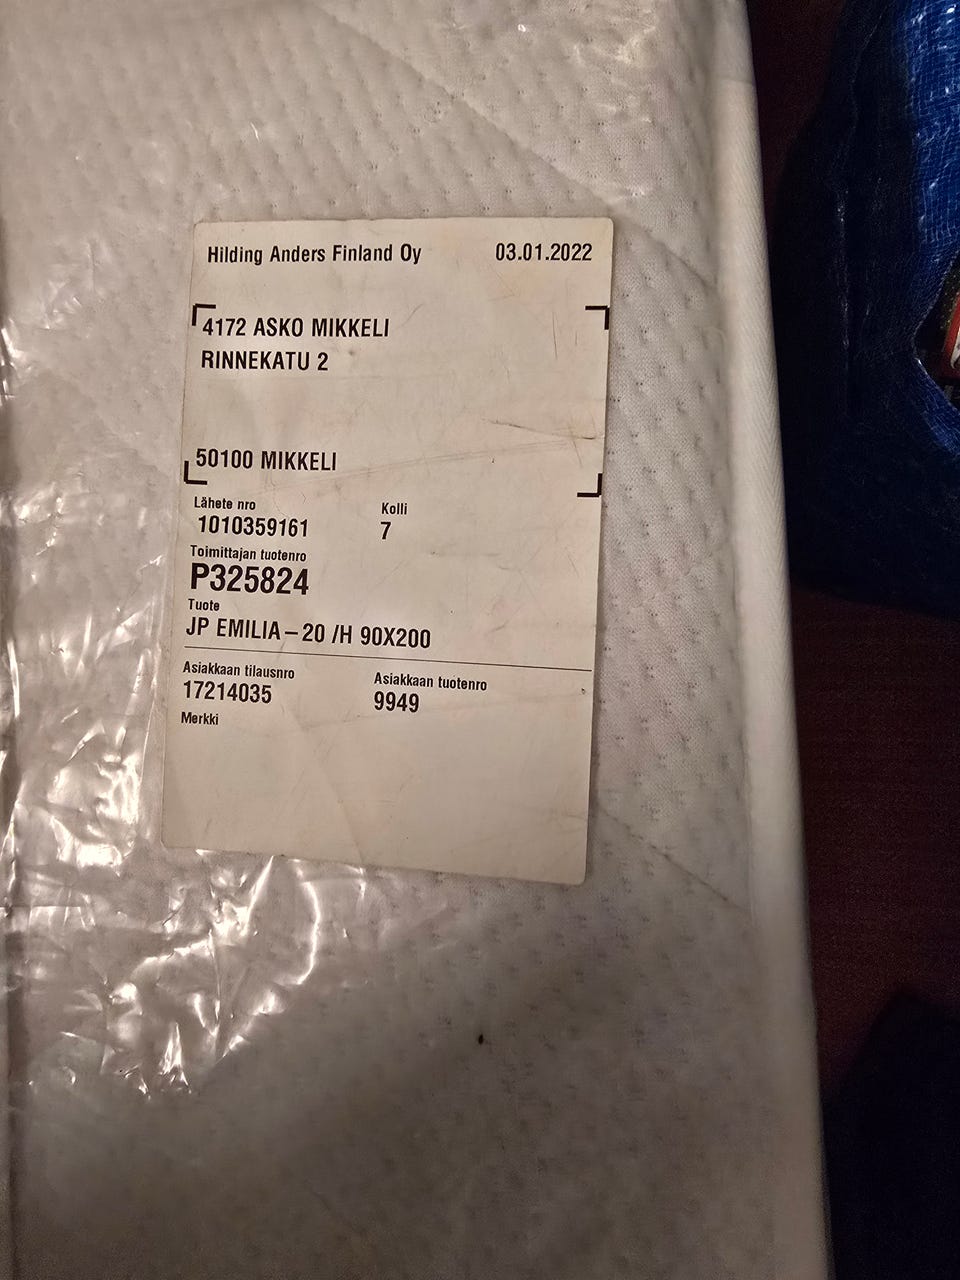 Hilding Anders Finland Oy 03.01.2022
4172 ASKO MIKKELI
RINNEKATU 2
50100 MIKKELI
Lähete nro Kolli
1010359161 7
Toimittajan tuotenro
P325824
Tuote
JP EMILIA-20 /H 90X200
Asiakkaan tilausnro Asiakkaan tuotenro
17214035 9949
Merkki